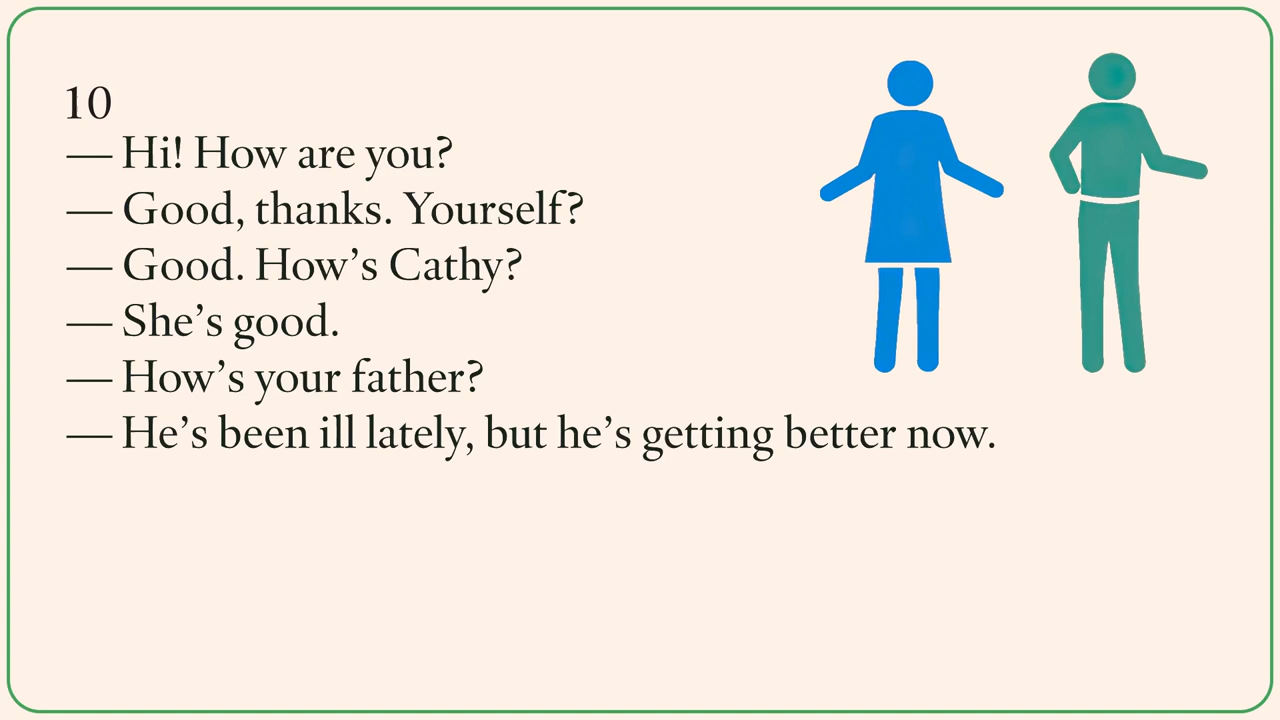 10
— Hi! How are you?
— Good, thanks. Yourself?
— Good. How’s Cathy?
— She’s good.
— How’s your father?
— He’s been ill lately, but he’s getting better now.